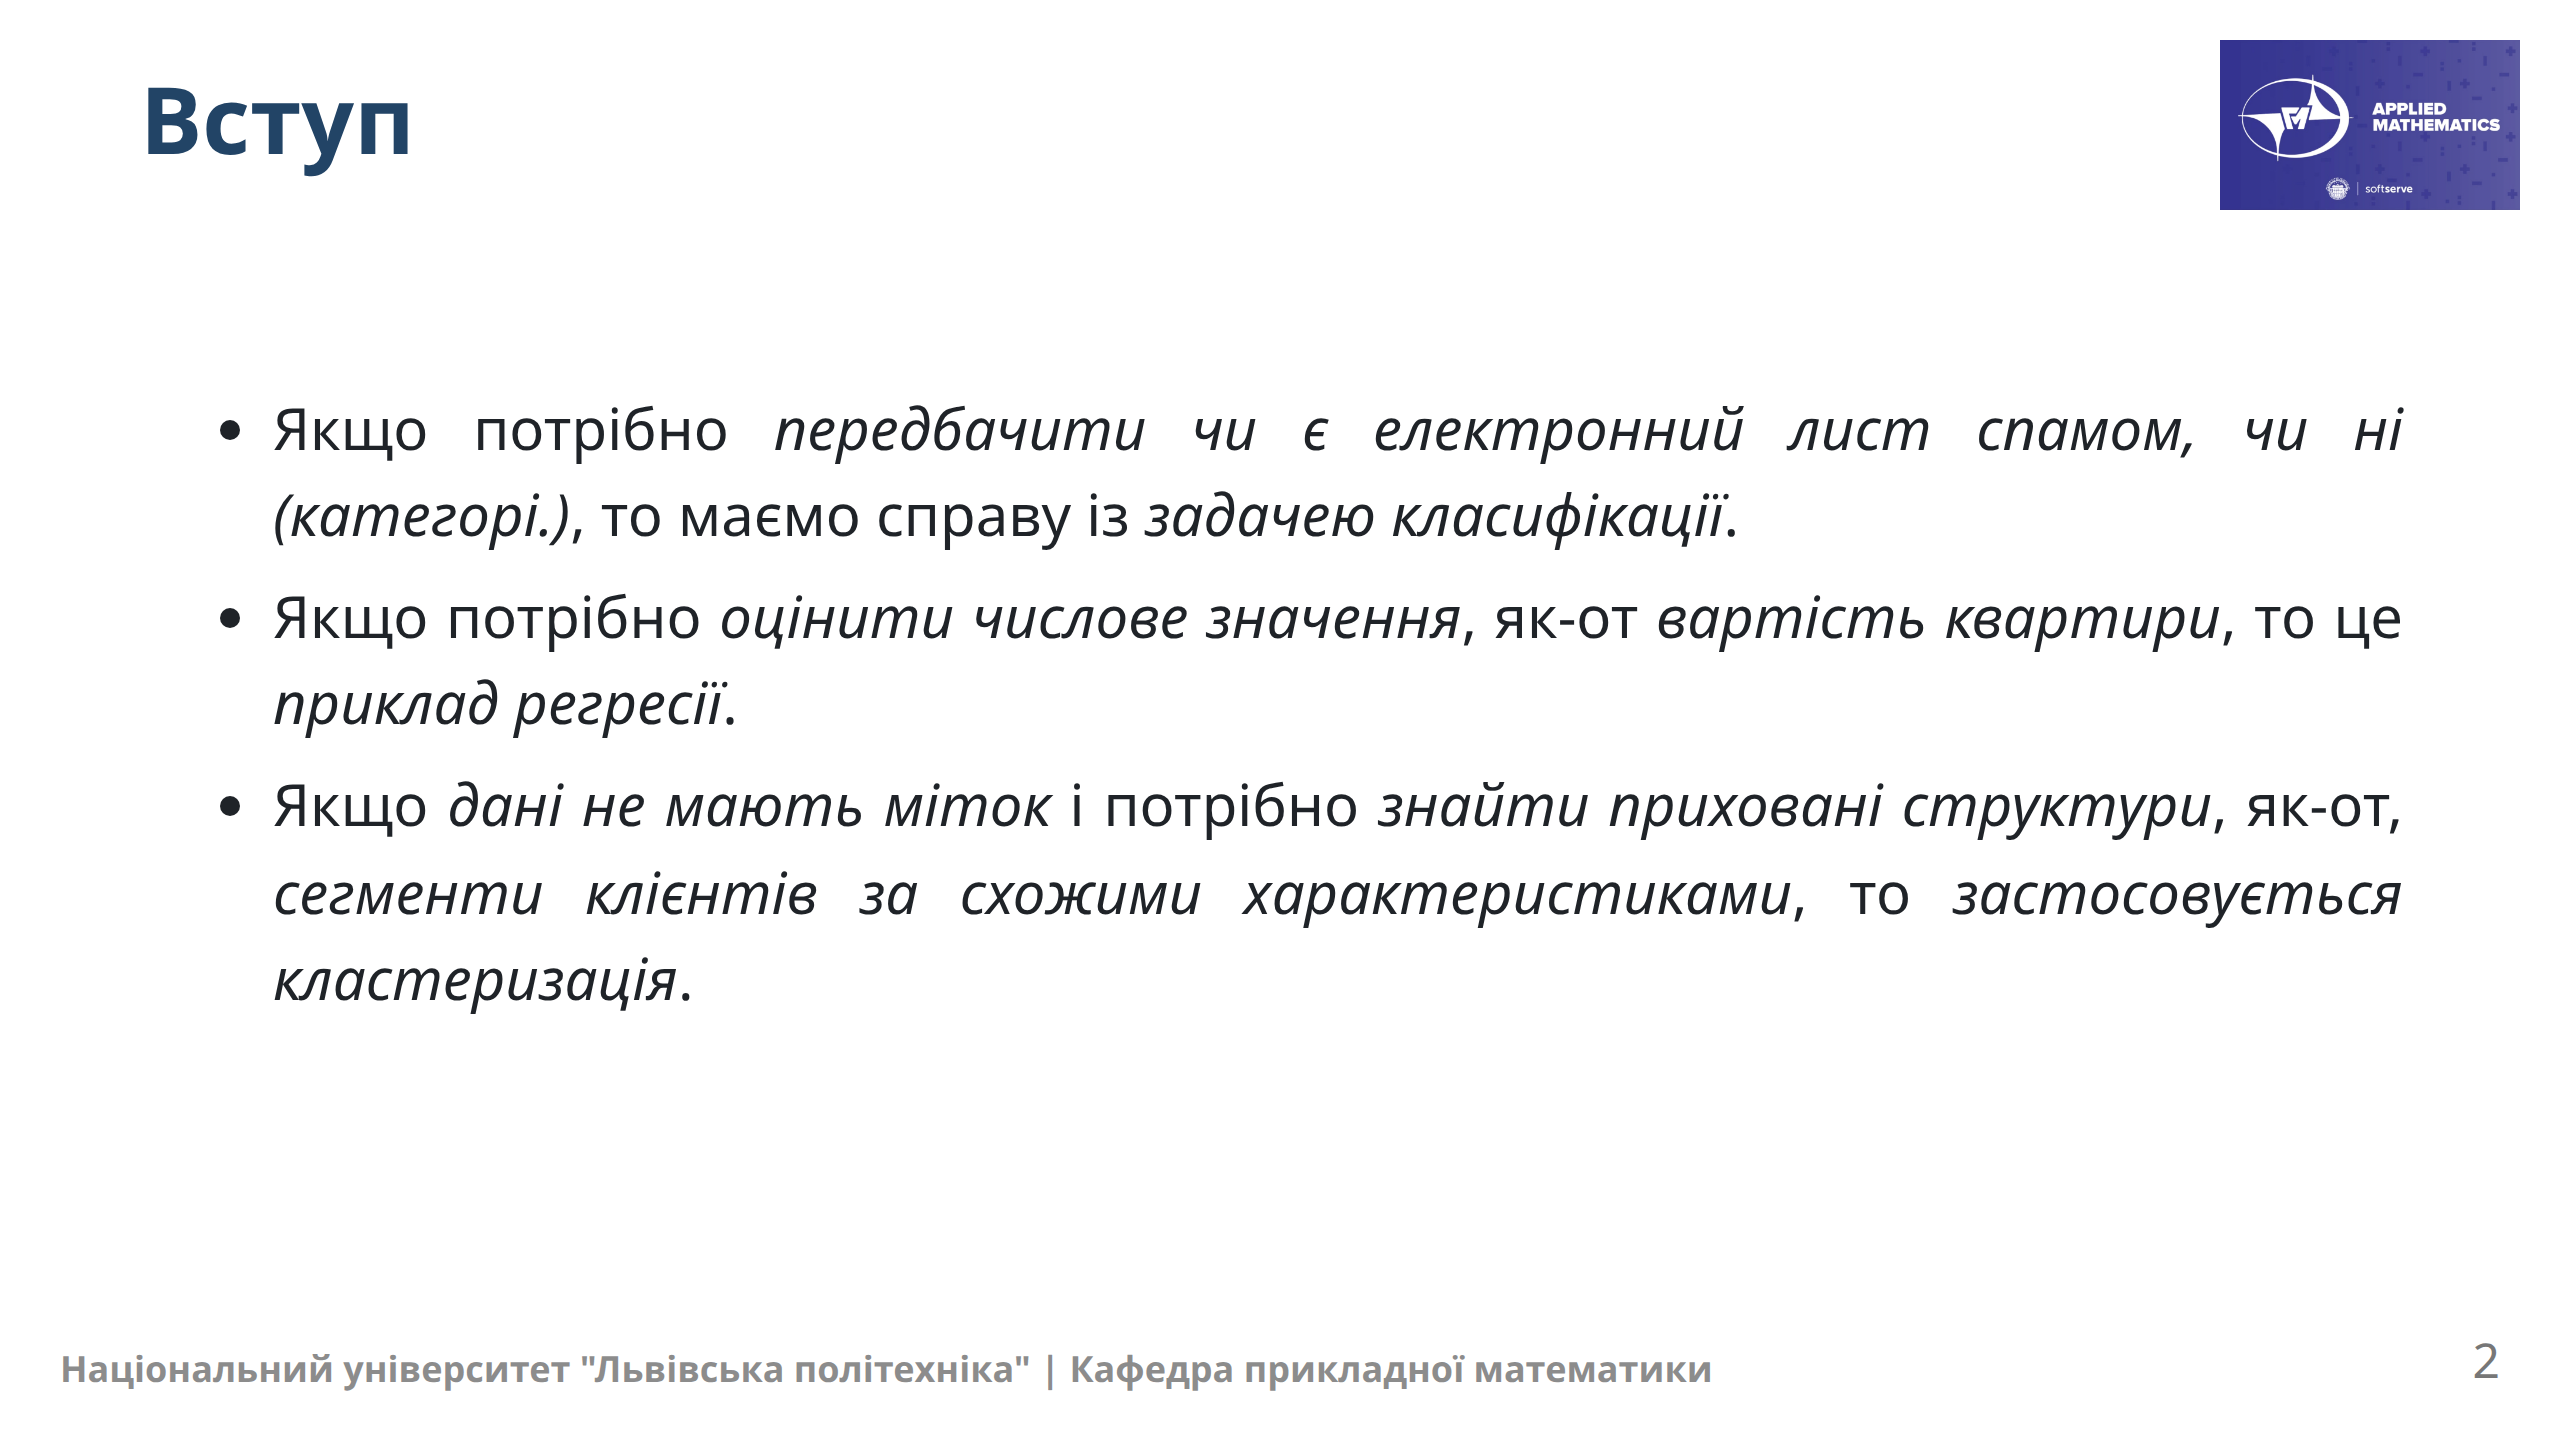 Вступ
APPLIED
MATHEMATICS
softserve
Якщо потрібно передбачити чи є електронний лист спамом, чи ні
(категорі.), то маємо справу із задачею класифікації.
Якщо потрібно оцінити числове значення, як-от вартість квартири, то це
приклад регресії.
Якщо дані не мають міток і потрібно знайти приховані структури, як-от,
сегменти клієнтів за схожими характеристиками, то застосовується
кластеризація.
Національний університет "Львівська політехніка" | Кафедра прикладної математики
2